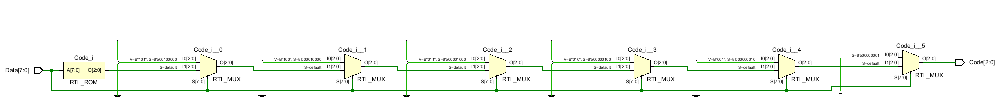 Data[7:0]
Code_i
A[7:0] O[2:0]
RTL_ROM
Code_i__0
V=B"101", S=8'b00100000 I0[2:0]
S=default I1[2:0]
O[2:0]
S[7:0]
RTL_MUX
Code_i__1
V=B"100", S=8'b00010000 I0[2:0]
S=default I1[2:0]
O[2:0]
S[7:0]
RTL_MUX
Code_i__2
V=B"011", S=8'b00001000 I0[2:0]
S=default I1[2:0]
O[2:0]
S[7:0]
RTL_MUX
Code_i__3
V=B"010", S=8'b00000100 I0[2:0]
S=default I1[2:0]
O[2:0]
S[7:0]
RTL_MUX
Code_i__4
V=B"001", S=8'b00000010 I0[2:0]
S=default I1[2:0]
O[2:0]
S[7:0]
RTL_MUX
Code_i__5
S=8'b00000001 I0[2:0]
S=default I1[2:0]
O[2:0]
S[7:0]
RTL_MUX
Code[2:0]